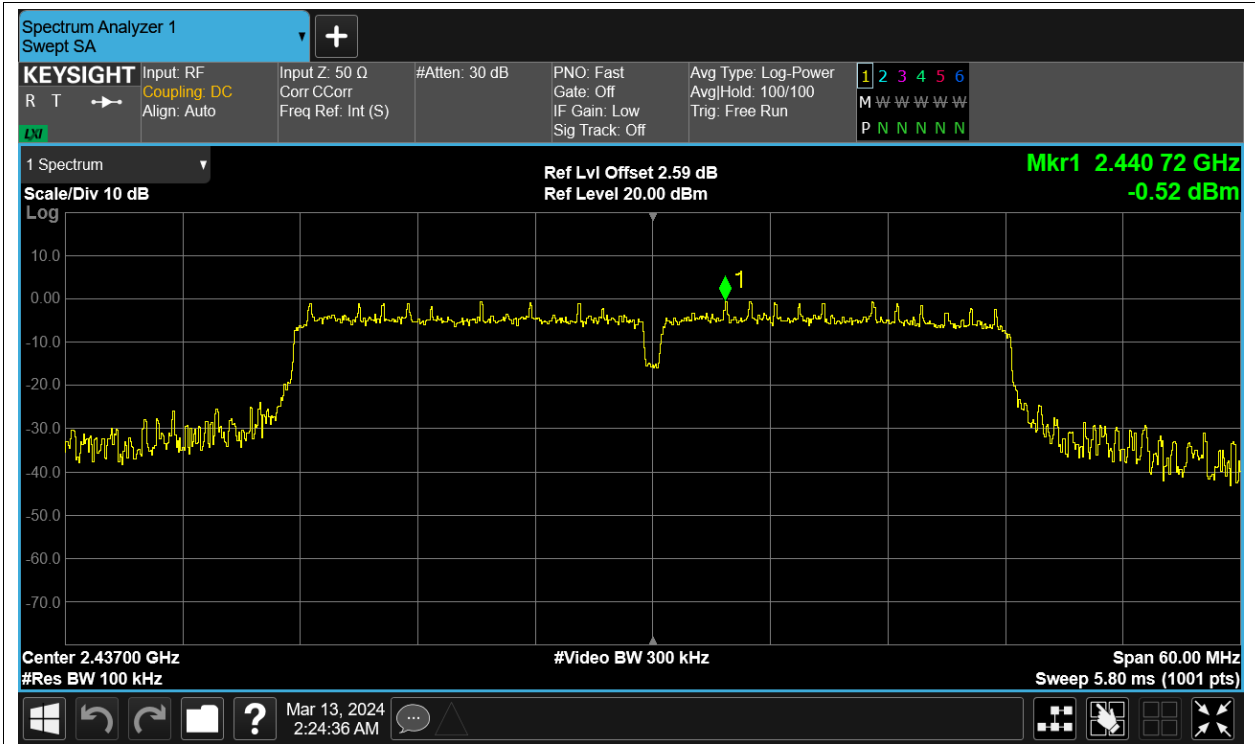 Spectrum Analyzer 1
Swept SA
+
KEYSIGHT
R T
LXI
Input: RF
Coupling: DC
Align: Auto
Input Z: 50 Ω
Corr CCorr
Freq Ref: Int (S)
#Atten: 30 dB
PNO: Fast
Gate: Off
IF Gain: Low
Sig Track: Off
Avg Type: Log-Power
Avg|Hold: 100/100
Trig: Free Run
1 2 3 4 5 6
M W W W W W
P N N N N N
1 Spectrum
Scale/Div 10 dB
Ref Lvl Offset 2.59 dB
Ref Level 20.00 dBm
Mkr1 2.440 72 GHz
-0.52 dBm
Log
10.0
0.00
-10.0
-20.0
-30.0
-40.0
-50.0
-60.0
-70.0
1
Center 2.43700 GHz
#Res BW 100 kHz
#Video BW 300 kHz
Span 60.00 MHz
Sweep 5.80 ms (1001 pts)
?
Mar 13, 2024
2:24:36 AM